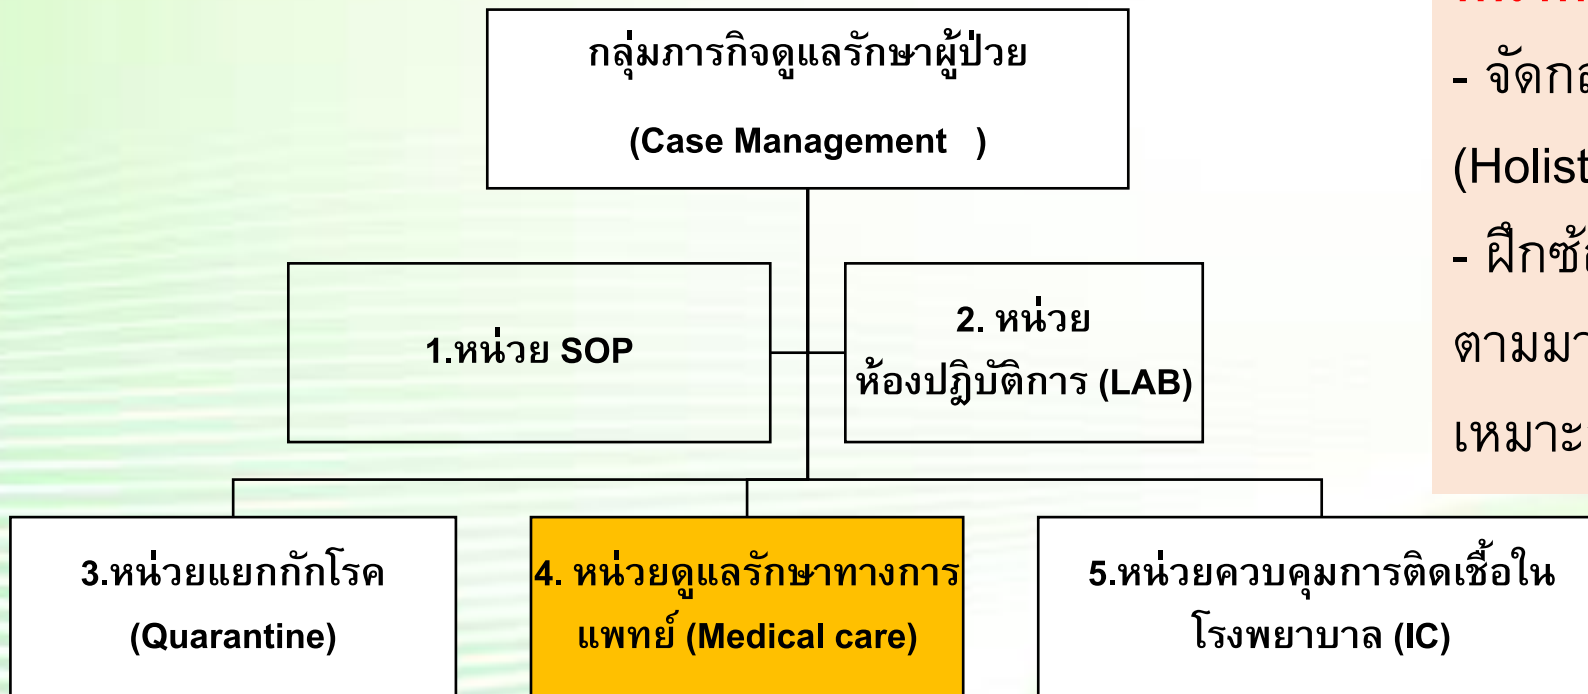 กลุ่มภารกิจดูแลรักษาผู้ป่วย
(Case Management )
1.หน่วย SOP
2. หน่วย
ห้องปฏิบัติการ (LAB)
3.หน่วยแยกกักโรค
(Quarantine)
4. หน่วยดูแลรักษาทางการ
แพทย์ (Medical care)
5.หน่วยควบคุมการติดเชื้อใน
โรงพยาบาล (IC)